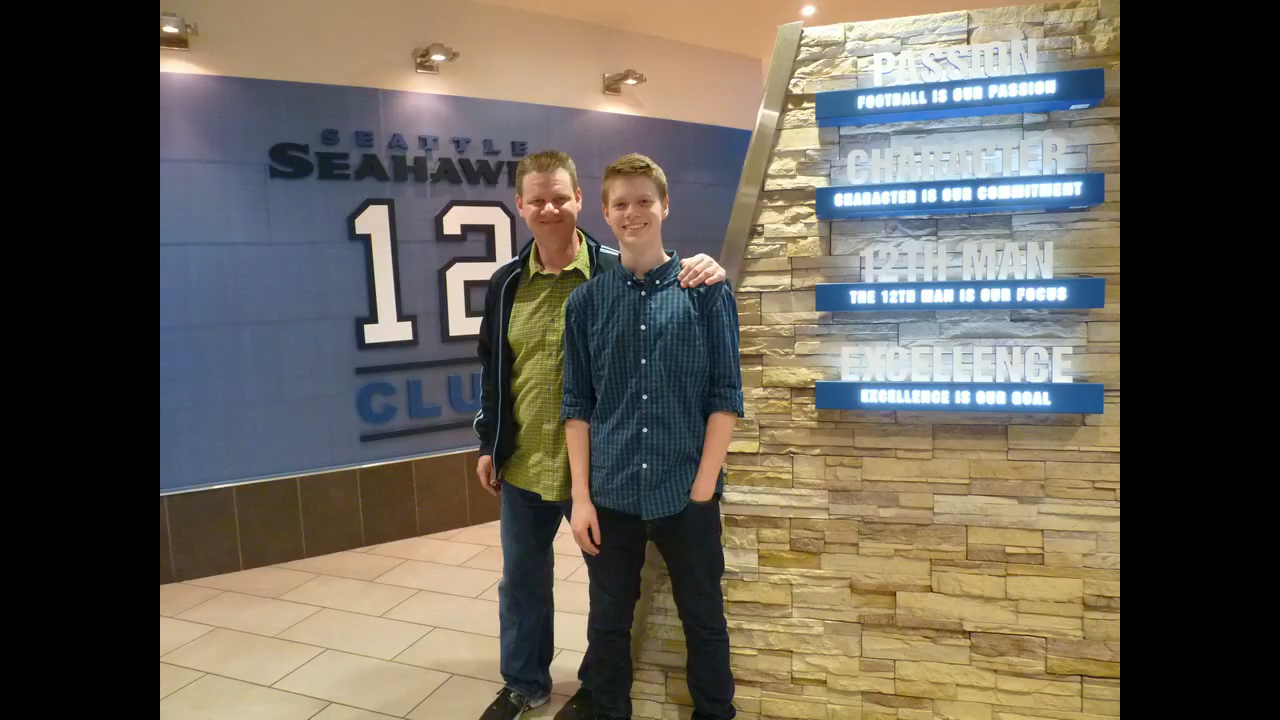 SEATTLE
SEAHAWK
12
CLU
PASSION
FOOTBALL IS OUR PASSION
CHARACTER
CHARACTER IS OUR COMMITMENT
12TH MAN
THE 12TH MAN IS OUR FOCUS
EXCELLENCE
EXCELLENCE IS OUR GOAL